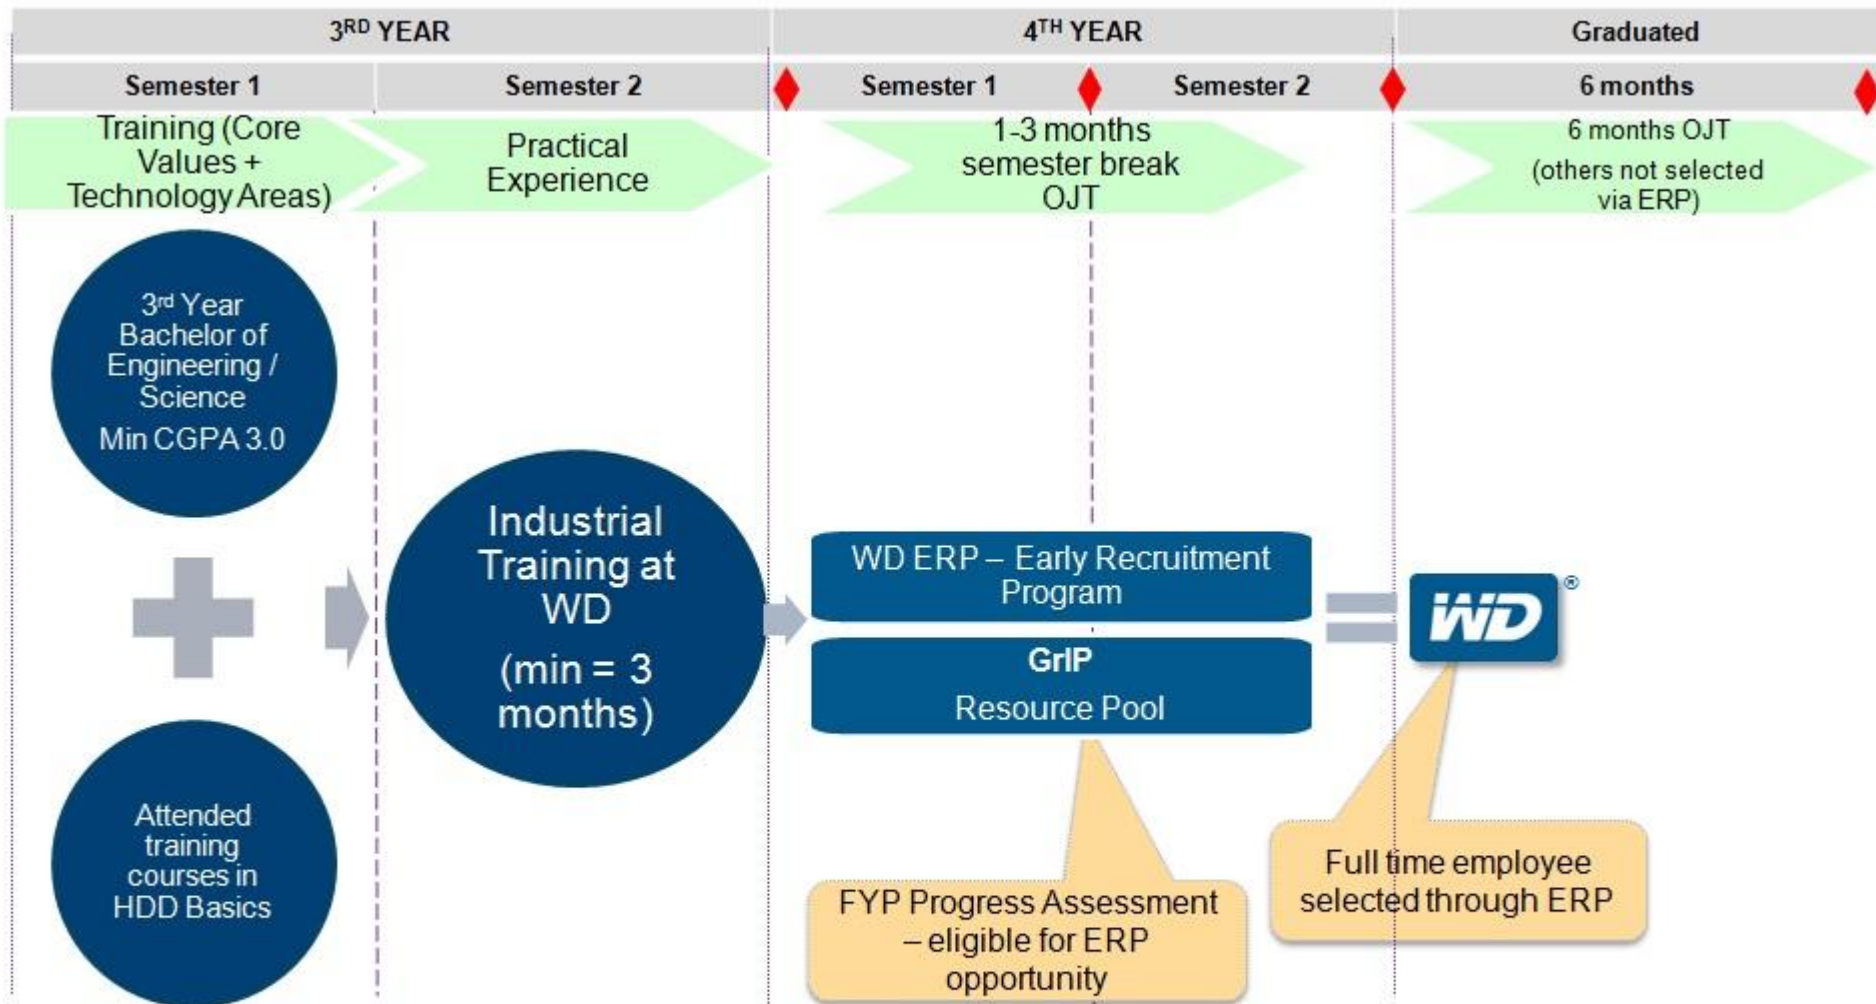 3RD YEAR
4TH YEAR
Graduated
Semester 1
Semester 2
Semester 1
Semester 2
6 months
Training (Core
Values +
Technology Areas)
Practical
Experience
1-3 months
semester break
OJT
6 months OJT
(others not selected
via ERP)
3rd Year
Bachelor of
Engineering /
Science
Min CGPA 3.0
Attended
training
courses in
HDD Basics
Industrial
Training at
WD
(min = 3
months)
WD ERP – Early Recruitment
Program
GrIP
Resource Pool
WD®
FYP Progress Assessment
– eligible for ERP
opportunity
Full time employee
selected through ERP